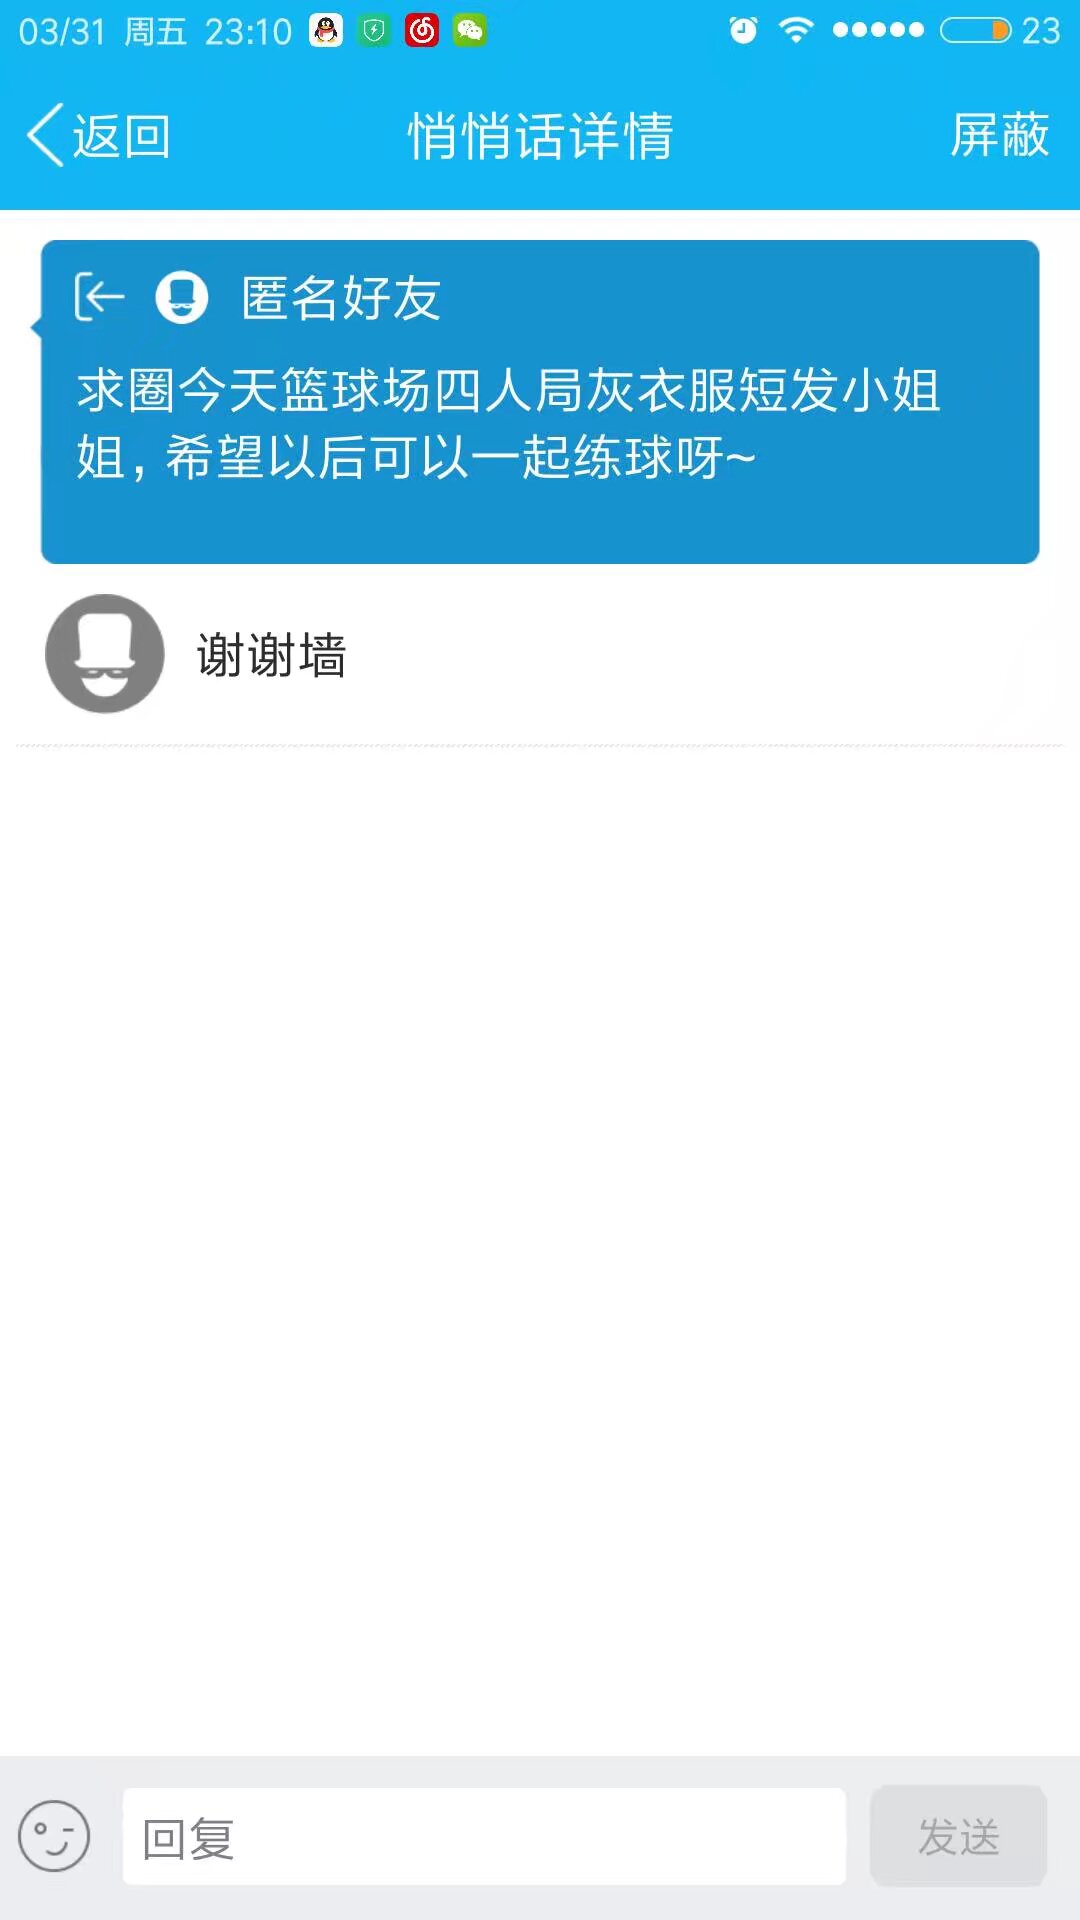 03/31 周五 23:10 23
返回 悄悄话详情 屏蔽
匿名好友
求圈今天篮球场四人局灰衣服短发小姐
姐，希望以后可以一起练球呀~
谢谢墙
回复 发送